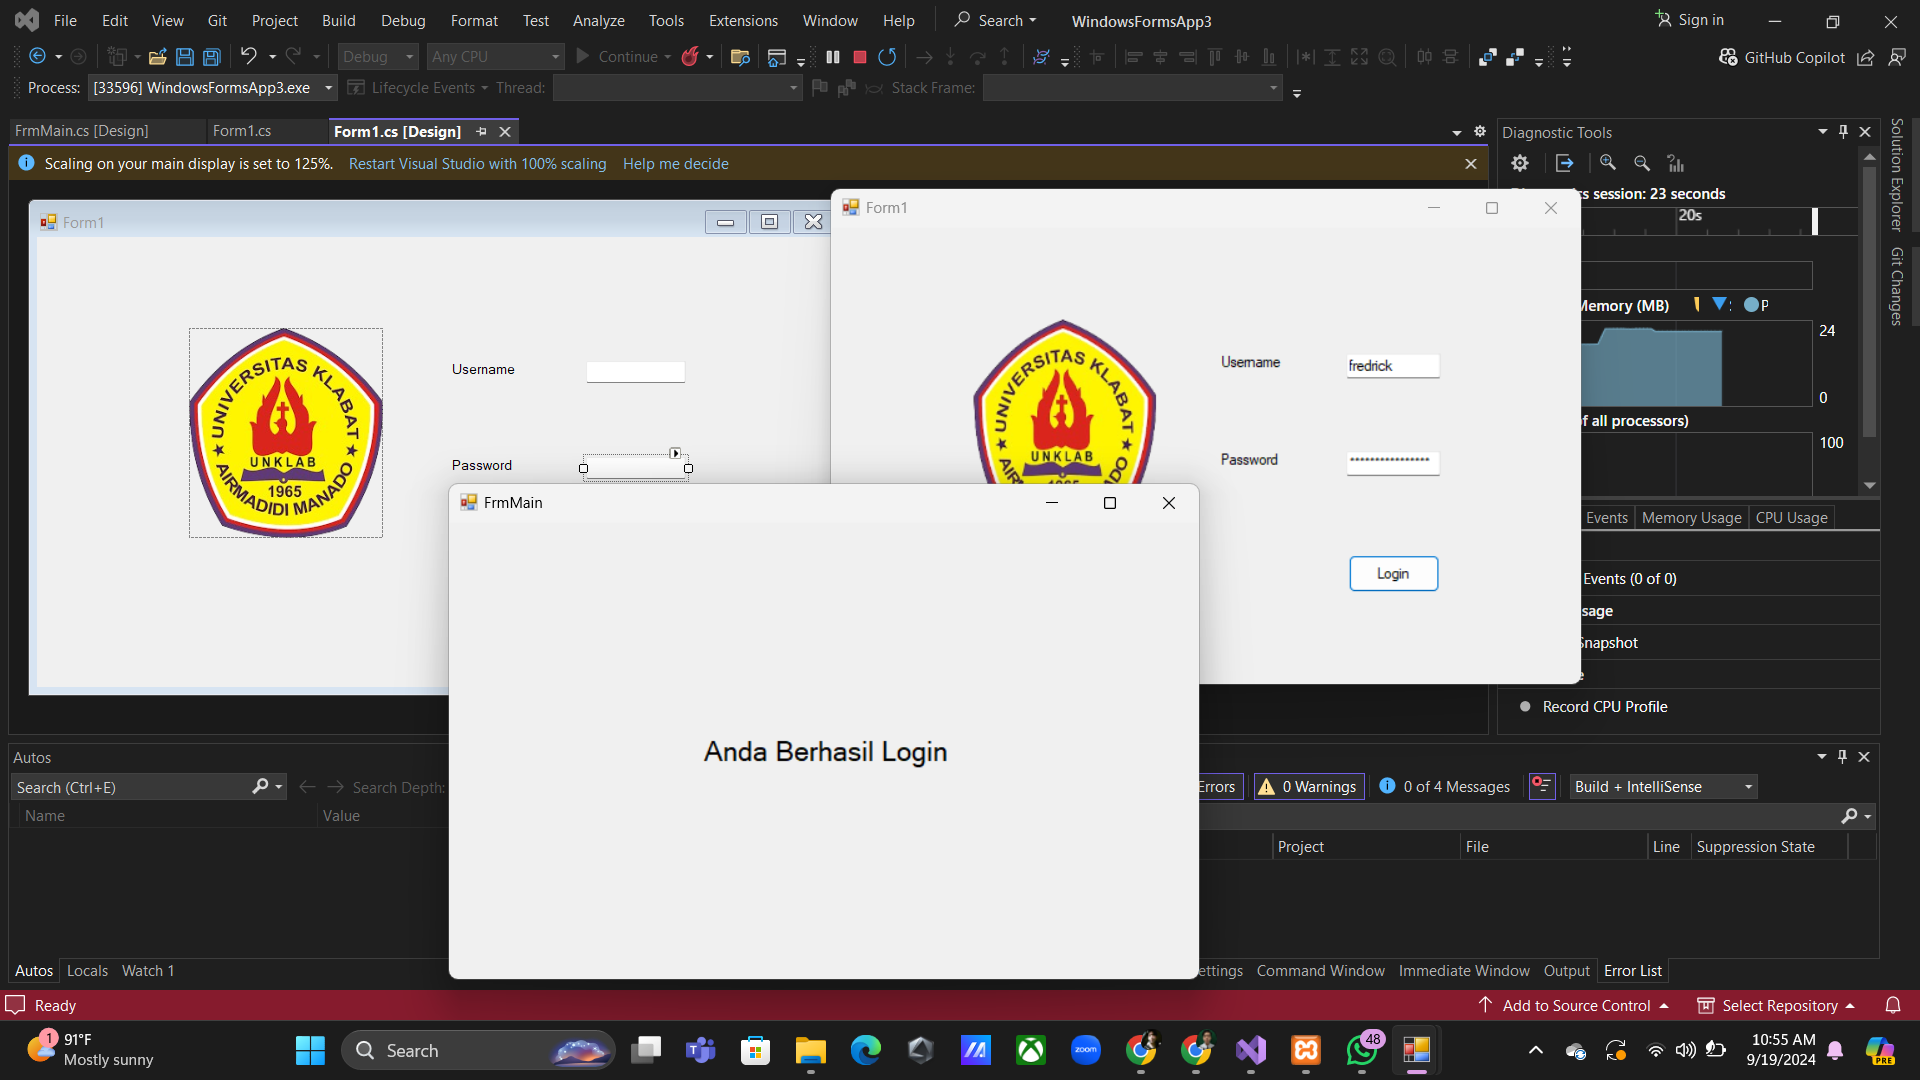 File Edit View Git Project Build Debug Format Test Analyze Tools Extensions Window Help Search WindowsFormsApp3 Sign in
Debug Any CPU Continue GitHub Copilot
Process: [33596] WindowsFormsApp3.exe Lifecycle Events Thread: Stack Frame:
FrmMain.cs [Design] Form1.cs Form1.cs [Design]
Scaling on your main display is set to 125%. Restart Visual Studio with 100% scaling Help me decide
Form1
UNIVERSITAS KLABAT
UNKLAB
1965
AIRMADIDI MANADO
Username
Password
Form1
UNIVERSITAS KLABAT
UNKLAB
Username fredrick
Password ****************
Login
FrmMain
Anda Berhasil Login
Diagnostic Tools
session: 23 seconds
20s
Memory (MB) P
24
0
of all processors)
100
Events Memory Usage CPU Usage
Events (0 of 0)
Snapshot
Record CPU Profile
Solution Explorer
Git Changes
Autos
Search (Ctrl+E) Search Depth:
Name Value
Errors 0 Warnings 0 of 4 Messages Build + IntelliSense
Project File Line Suppression State
Autos Locals Watch 1
ettings Command Window Immediate Window Output Error List
Ready Add to Source Control Select Repository
1 91°F
Mostly sunny
Search
zoom
48
10:55 AM
9/19/2024
PRE